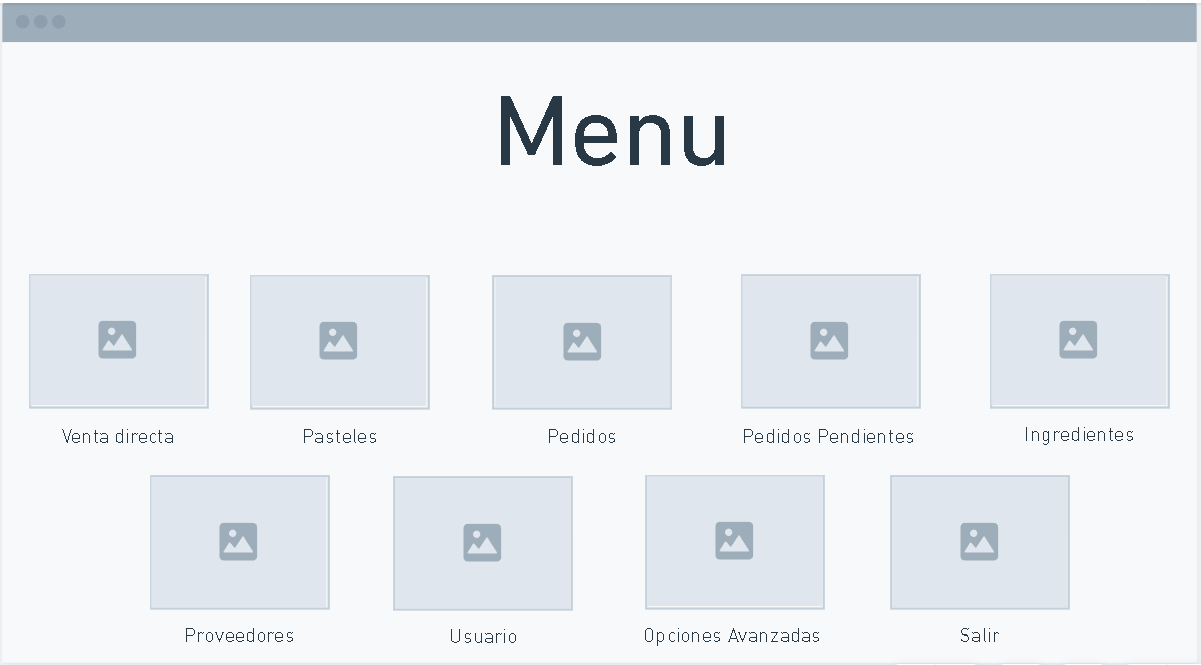 Menu
Venta directa
Pasteles
Pedidos
Pedidos Pendientes
Ingredientes
Proveedores
Usuario
Opciones Avanzadas
Salir